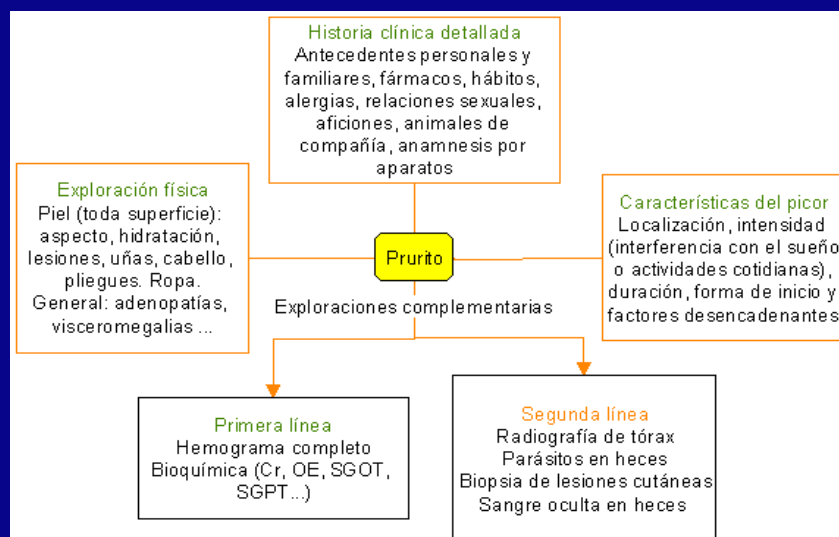 Historia clínica detallada
Antecedentes personales y
familiares, fármacos, hábitos,
alergias, relaciones sexuales,
aficiones, animales de
compañía, anamnesis por
aparatos
Exploración física
Piel (toda superficie):
aspecto, hidratación,
lesiones, uñas, cabello,
pliegues. Ropa.
General: adenopatías,
visceromegalias ...
Prurito
Características del picor
Localización, intensidad
(interferencia con el sueño
o actividades cotidianas),
duración, forma de inicio y
factores desencadenantes
Exploraciones complementarias
Primera línea
Hemograma completo
Bioquímica (Cr, OE, SGOT,
SGPT...)
Segunda línea
Radiografía de tórax
Parásitos en heces
Biopsia de lesiones cutáneas
Sangre oculta en heces